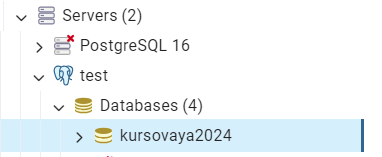 Servers (2)
PostgreSQL 16
test
Databases (4)
kursovaya2024